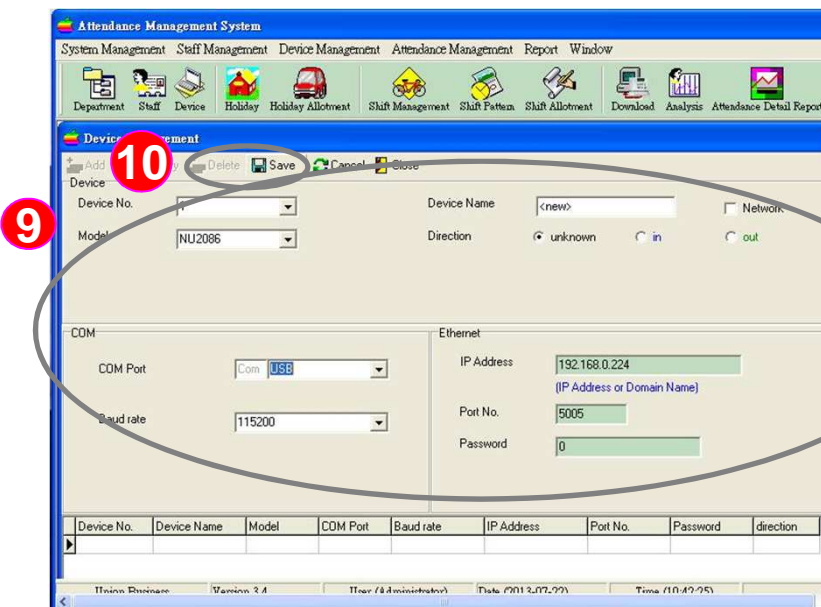 Attendance Management System
System Management Staff Management Device Management Attendance Management Report Window
Department Staff Device Holiday Holiday Allotment Shift Management Shift Pattern Shift Allotment Download Analysis Attendance Detail Report
Device
10
Add Delete Save Cancel Close
Device
9
Device No. Device Name <new> Network
Model NU2086 Direction unknown in out
COM Ethernet
COM Port Com USB IP Address 192.168.0.224
(IP Address or Domain Name)
Baud rate 115200 Port No. 5005
Password 0
Device No. Device Name Model COM Port Baud rate IP Address Port No. Password direction
Union Business Version 3.4 User (Administrator) Date (2013-07-22) Time (10:42:25)